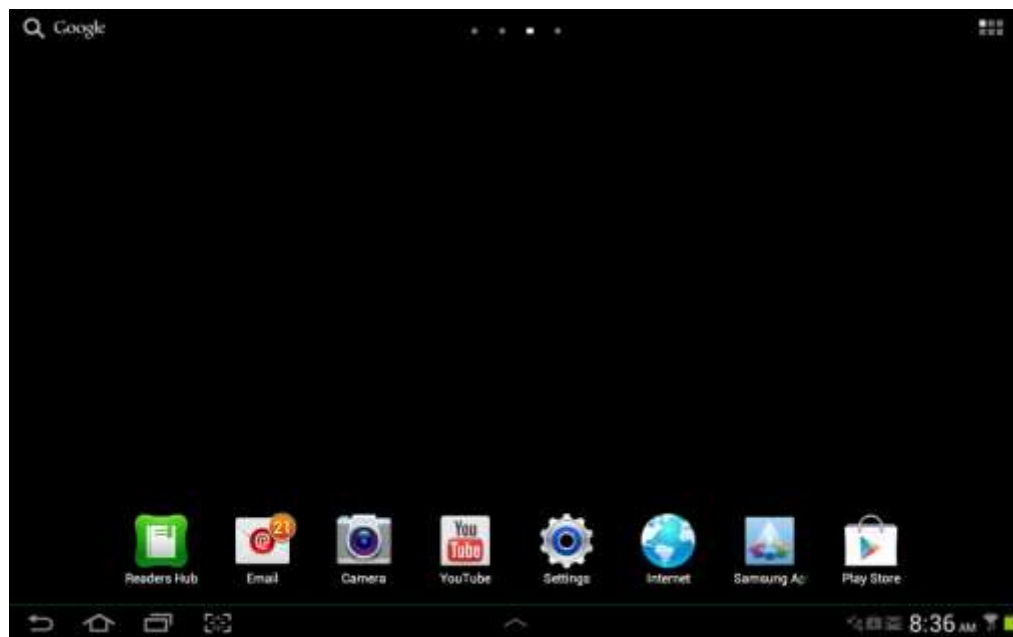 Google
21
You
Tube
Readers Hub
Email
Camera
YouTube
Settings
Internet
Samsung Ap
Play Store
8:36 AM